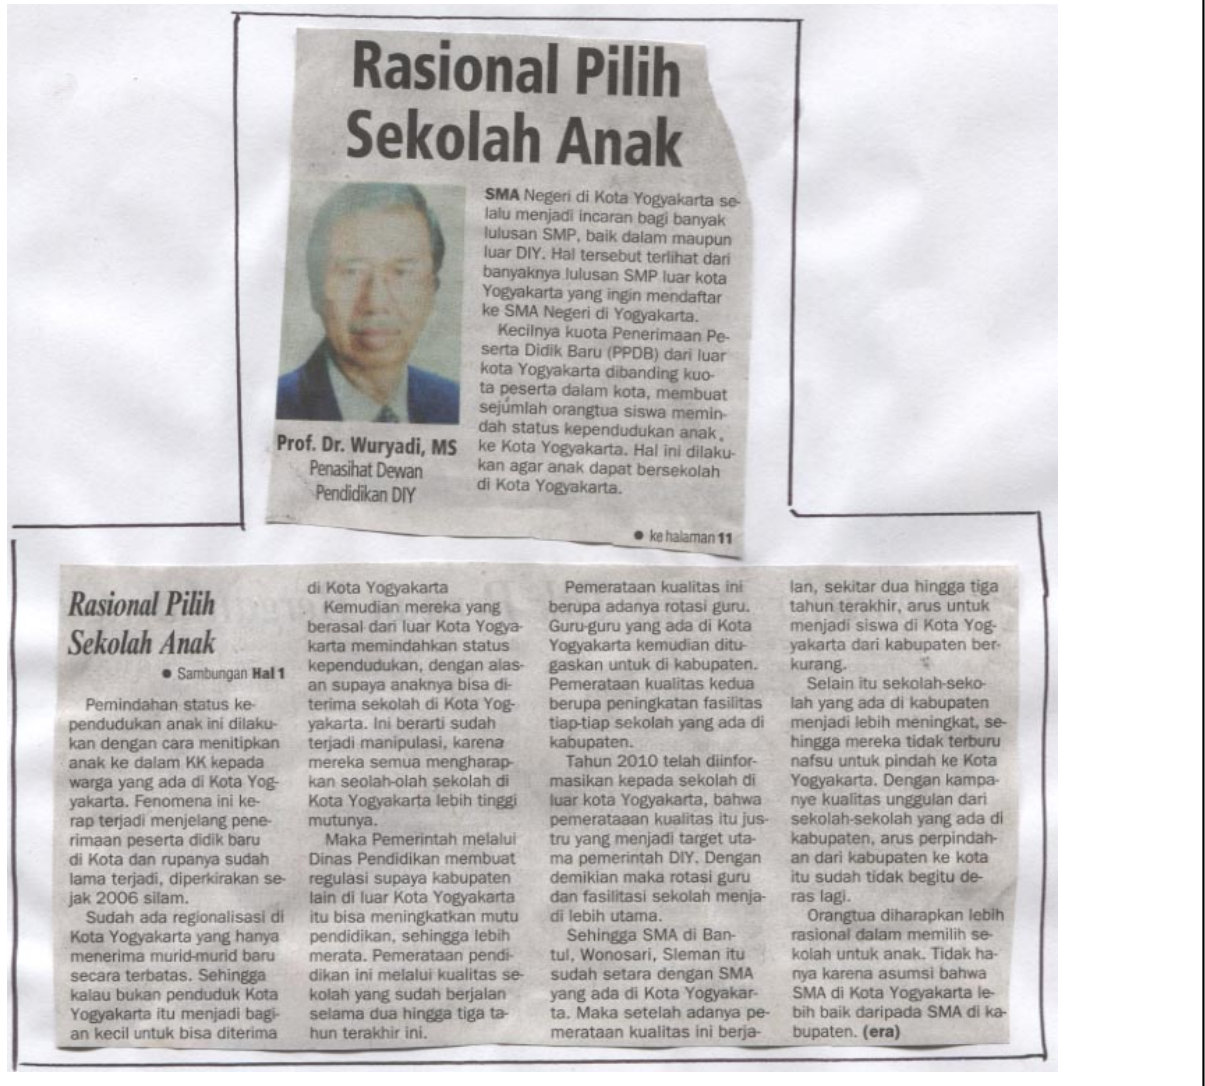 Rasional Pilih
Sekolah Anak
SMA Negeri di Kota Yogyakarta se-
lalu menjadi incaran bagi banyak
lulusan SMP, baik dalam maupun
luar DIY. Hal tersebut terlihat dari
banyaknya lulusan SMP luar kota
Yogyakarta yang ingin mendaftar
ke SMA Negeri di Yogyakarta.
Kecilnya kuota Penerimaan Pe-
serta Didik Baru (PPDB) dari luar
kota Yogyakarta dibanding kuo-
ta peserta dalam kota, membuat
sejumlah orangtua siswa memin-
dah status kependudukan anak
ke Kota Yogyakarta. Hal ini dilaku-
kan agar anak dapat bersekolah
di Kota Yogyakarta.
Prof. Dr. Wuryadi, MS
Penasihat Dewan
Pendidikan DIY
● ke halaman 11
Rasional Pilih
Sekolah Anak
● Sambungan Hal 1
Pemindahan status ke-
pendudukan anak ini dilaku-
kan dengan cara menitipkan
anak ke dalam KK kepada
warga yang ada di Kota Yog-
yakarta. Fenomena ini ke-
rap terjadi menjelang pene-
rimaan peserta didik baru
di Kota dan rupanya sudah
lama terjadi, diperkirakan se-
jak 2006 silam.
Sudah ada regionalisasi di
Kota Yogyakarta yang hanya
menerima murid-murid baru
secara terbatas. Sehingga
kalau bukan penduduk Kota
Yogyakarta itu menjadi bagi-
an kecil untuk bisa diterima
di Kota Yogyakarta
Kemudian mereka yang
berasal dari luar Kota Yogya-
karta memindahkan status
kependudukan, dengan alas-
an supaya anaknya bisa di-
terima sekolah di Kota Yog-
yakarta. Ini berarti sudah
terjadi manipulasi, karena
mereka semua mengharap-
kan seolah-olah sekolah di
Kota Yogyakarta lebih tinggi
mutunya.
Maka Pemerintah melalui
Dinas Pendidikan membuat
regulasi supaya kabupaten
lain di luar Kota Yogyakarta
itu bisa meningkatkan mutu
pendidikan, sehingga lebih
merata. Pemerataan pendi-
dikan ini melalui kualitas se-
kolah yang sudah berjalan
selama dua hingga tiga ta-
hun terakhir ini.
Pemerataan kualitas ini
berupa adanya rotasi guru.
Guru-guru yang ada di Kota
Yogyakarta kemudian ditu-
gaskan untuk di kabupaten.
Pemerataan kualitas kedua
berupa peningkatan fasilitas
tiap-tiap sekolah yang ada di
kabupaten.
Tahun 2010 telah diinfor-
masikan kepada sekolah di
luar kota Yogyakarta, bahwa
pemerataaan kualitas itu jus-
tru yang menjadi target uta-
ma pemerintah DIY. Dengan
demikian maka rotasi guru
dan fasilitasi sekolah menja-
di lebih utama.
Sehingga SMA di Ban-
tul, Wonosari, Sleman itu
sudah setara dengan SMA
yang ada di Kota Yogyakar-
ta. Maka setelah adanya pe-
merataan kualitas ini berja-
lan, sekitar dua hingga tiga
tahun terakhir, arus untuk
menjadi siswa di Kota Yog-
yakarta dari kabupaten ber-
kurang.
Selain itu sekolah-seko-
lah yang ada di kabupaten
menjadi lebih meningkat, se-
hingga mereka tidak terburu
nafsu untuk pindah ke Kota
Yogyakarta. Dengan kampa-
nye kualitas unggulan dari
sekolah-sekolah yang ada di
kabupaten, arus perpindah-
an dari kabupaten ke kota
itu sudah tidak begitu de-
ras lagi.
Orangtua diharapkan lebih
rasional dalam memilih se-
kolah untuk anak. Tidak ha-
nya karena asumsi bahwa
SMA di Kota Yogyakarta le-
bih baik daripada SMA di ka-
bupaten. (era)